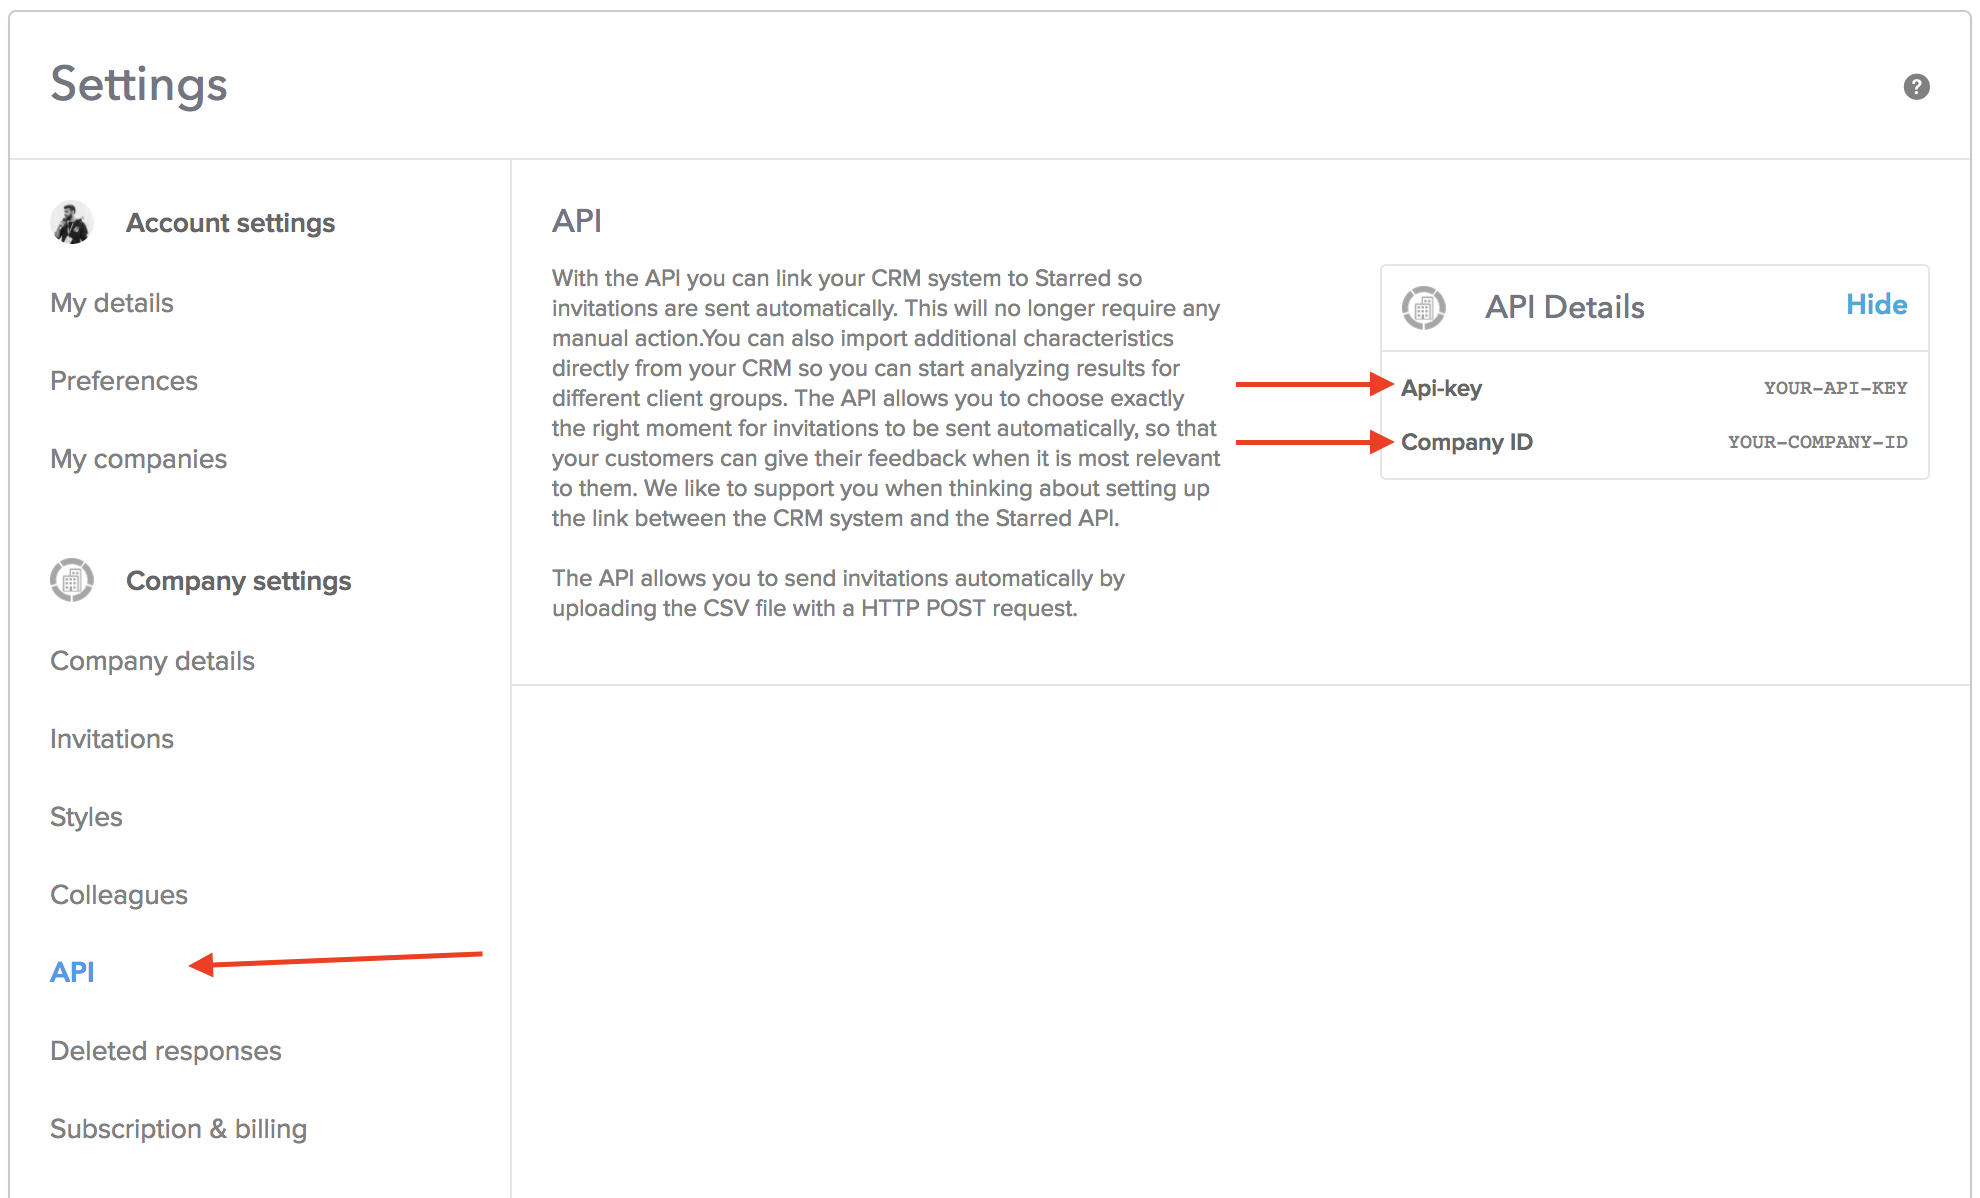 Settings
?
Account settings
My details
Preferences
My companies
Company settings
Company details
Invitations
Styles
Colleagues
API
Deleted responses
Subscription & billing
API
With the API you can link your CRM system to Starred so
invitations are sent automatically. This will no longer require any
manual action.You can also import additional characteristics
directly from your CRM so you can start analyzing results for
different client groups. The API allows you to choose exactly
the right moment for invitations to be sent automatically, so that
your customers can give their feedback when it is most relevant
to them. We like to support you when thinking about setting up
the link between the CRM system and the Starred API.
The API allows you to send invitations automatically by
uploading the CSV file with a HTTP POST request.
API Details Hide
Api-key YOUR-API-KEY
Company ID YOUR-COMPANY-ID